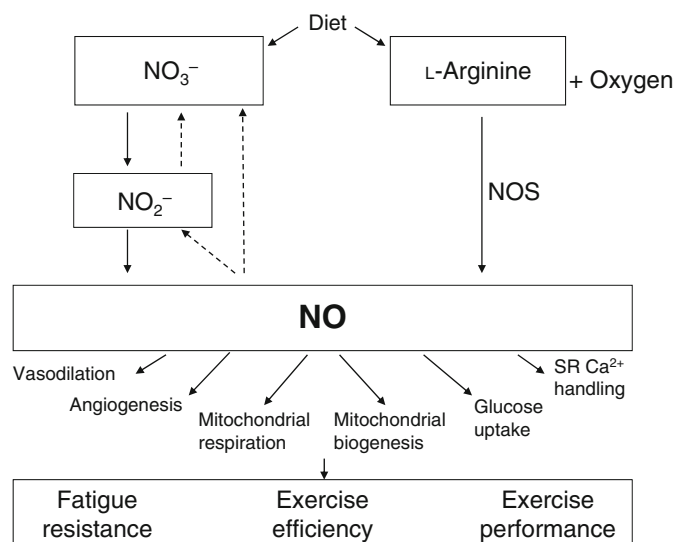 Diet
NO₃⁻
L-Arginine
+ Oxygen
NO₂⁻
NOS
NO
Vasodilation
Angiogenesis
Mitochondrial
respiration
Mitochondrial
biogenesis
Glucose
uptake
SR Ca²⁺
handling
Fatigue
resistance
Exercise
efficiency
Exercise
performance